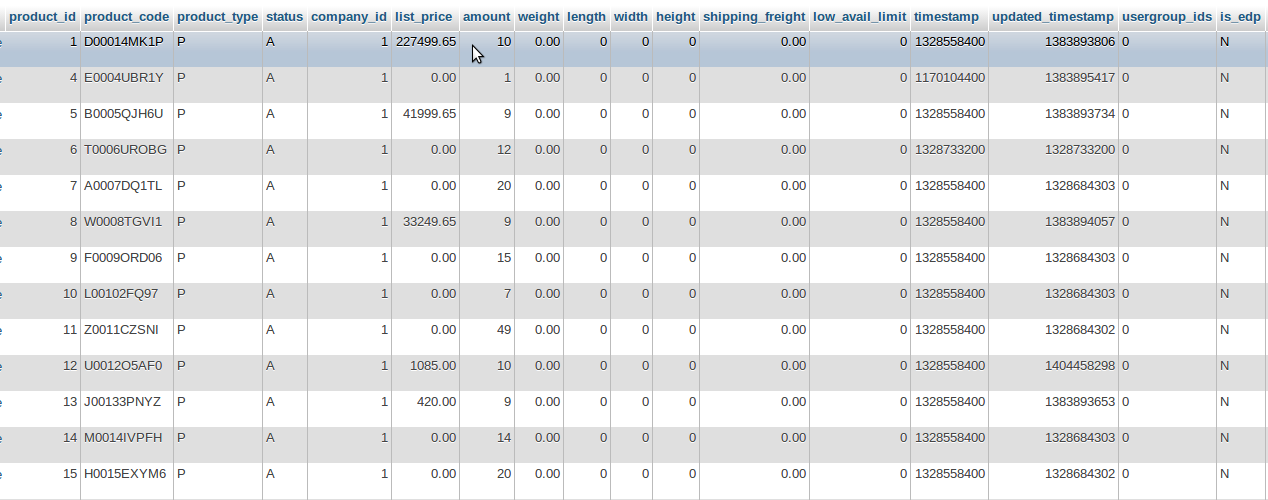 product_id product_code product_type status company_id list_price amount weight length width height shipping_freight low_avail_limit timestamp updated_timestamp usergroup_ids is_edp
1 D00014MK1P P A 1 227499.65 10 0.00 0 0 0 0.00 0 1328558400 1383893806 0 N
4 E0004UBR1Y P A 1 0.00 1 0.00 0 0 0 0.00 0 1170104400 1383895417 0 N
5 B0005QJH6U P A 1 41999.65 9 0.00 0 0 0 0.00 0 1328558400 1383893734 0 N
6 T0006UROBG P A 1 0.00 12 0.00 0 0 0 0.00 0 1328733200 1328733200 0 N
7 A0007DQ1TL P A 1 0.00 20 0.00 0 0 0 0.00 0 1328558400 1328684303 0 N
8 W0008TGVI1 P A 1 33249.65 9 0.00 0 0 0 0.00 0 1328558400 1383894057 0 N
9 F0009ORD06 P A 1 0.00 15 0.00 0 0 0 0.00 0 1328558400 1328684303 0 N
10 L00102FQ97 P A 1 0.00 7 0.00 0 0 0 0.00 0 1328558400 1328684303 0 N
11 Z0011CZSNI P A 1 0.00 49 0.00 0 0 0 0.00 0 1328558400 1328684302 0 N
12 U0012O5AF0 P A 1 1085.00 10 0.00 0 0 0 0.00 0 1328558400 1404458298 0 N
13 J00133PNYZ P A 1 420.00 9 0.00 0 0 0 0.00 0 1328558400 1383893653 0 N
14 M0014IVPFH P A 1 0.00 14 0.00 0 0 0 0.00 0 1328558400 1328684303 0 N
15 H0015EXYM6 P A 1 0.00 20 0.00 0 0 0 0.00 0 1328558400 1328684302 0 N